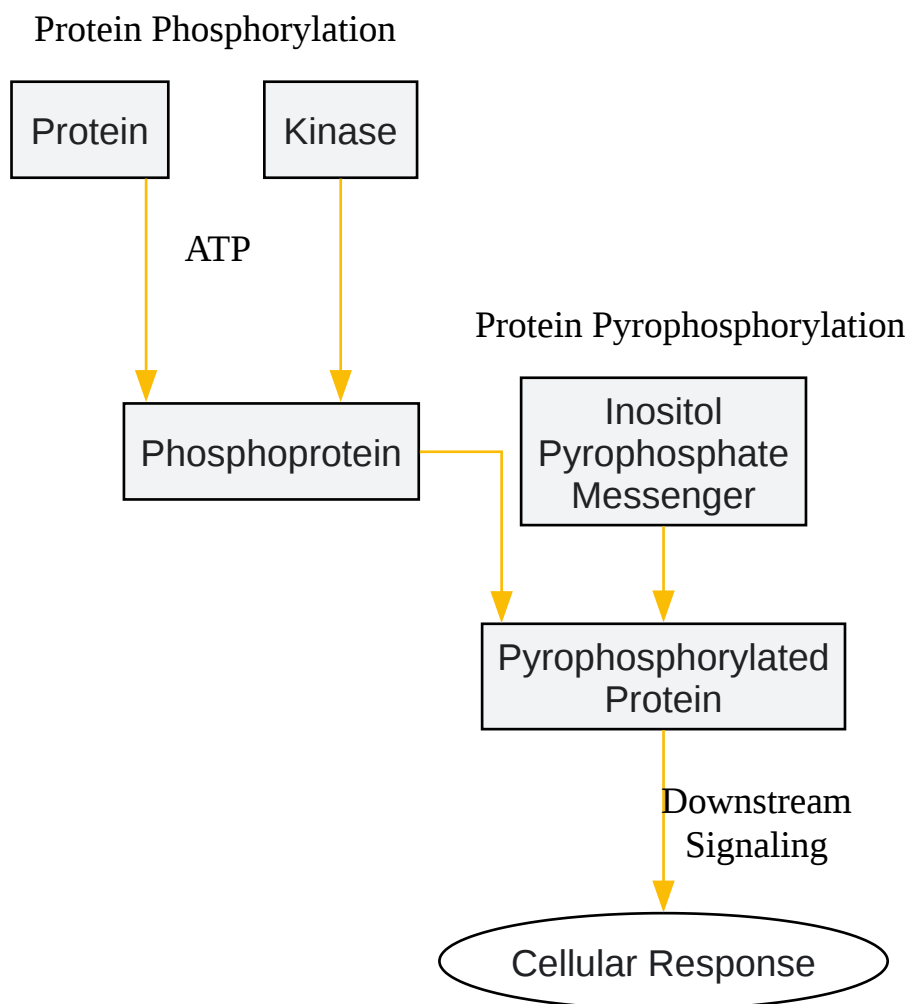 Protein Phosphorylation
Protein
Kinase
ATP
Protein Pyrophosphorylation
Phosphoprotein
Inositol
Pyrophosphate
Messenger
Pyrophosphorylated
Protein
Downstream
Signaling
Cellular Response